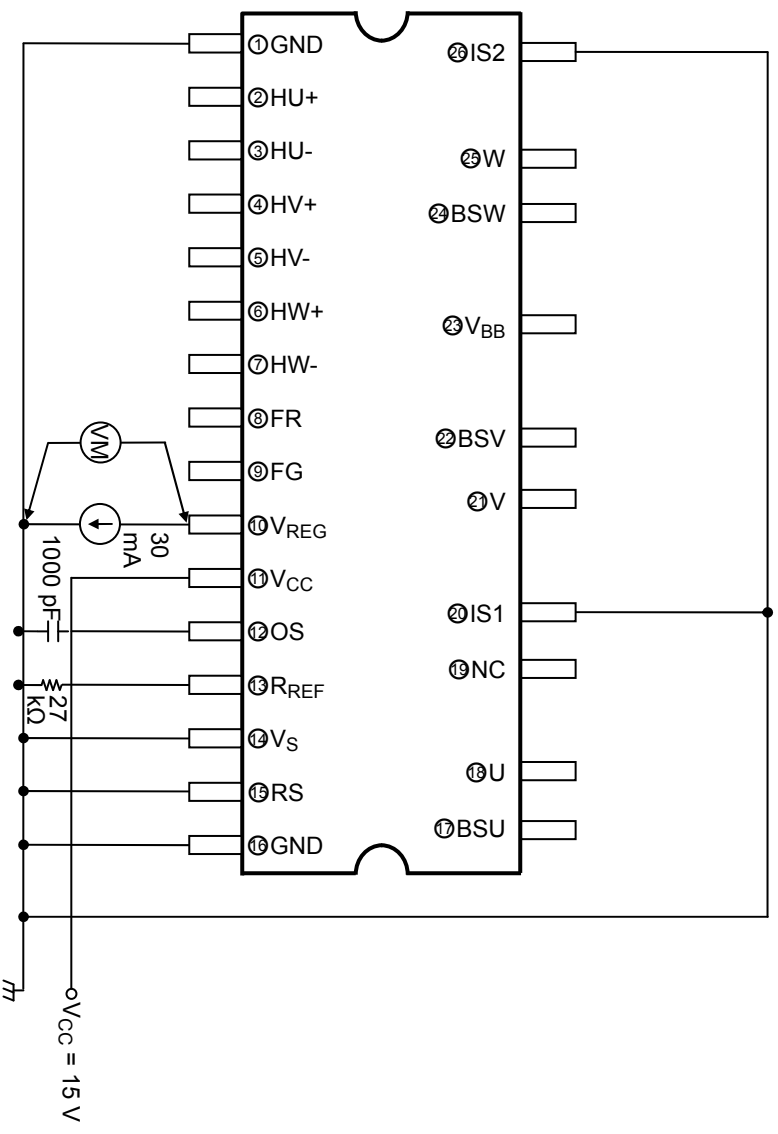 ①GND
②HU+
③HU-
④HV+
⑤HV-
⑥HW+
⑦HW-
⑧FR
⑨FG
⑩VREG
⑪VCC
⑫OS
⑬RREF
⑭VS
⑮RS
⑯GND
㉖IS2
㉕W
㉔BSW
㉓VBB
㉒BSV
㉑V
⑳IS1
⑲NC
⑱U
⑰BSU
VM
30
mA
1000 pF
27
kΩ
VCC = 15 V